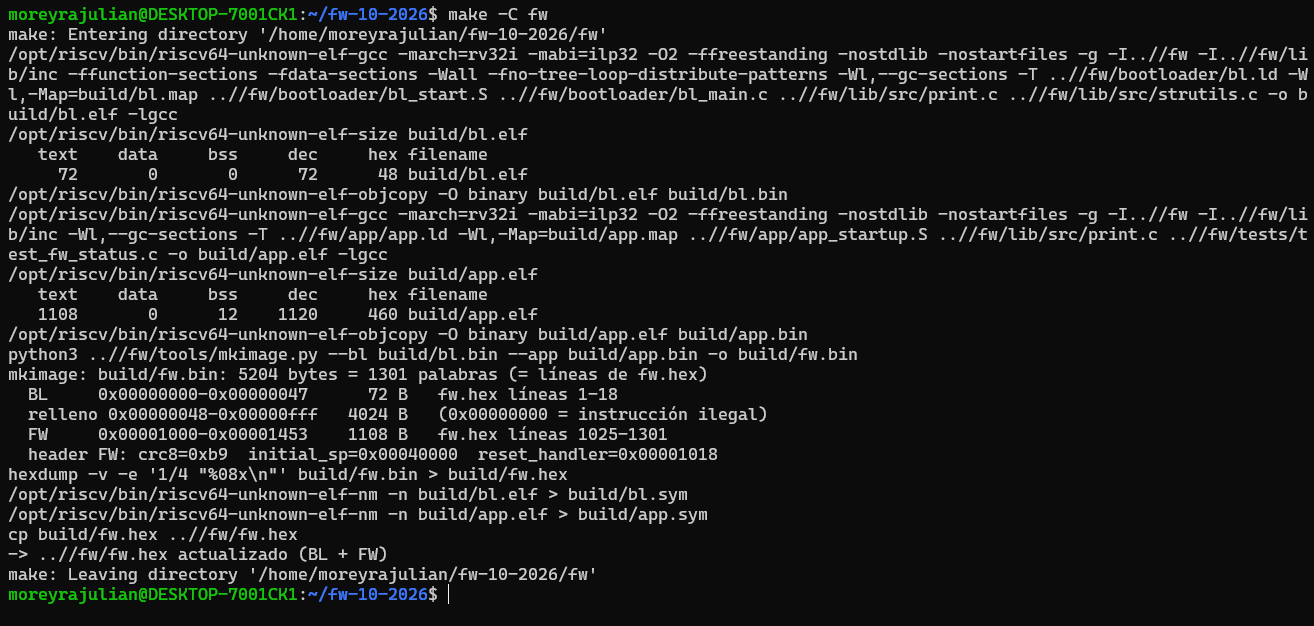 moreyrajulian@DESKTOP-7001CK1:~/fw-10-2026$ make -C fw
make: Entering directory '/home/moreyrajulian/fw-10-2026/fw'
/opt/riscv/bin/riscv64-unknown-elf-gcc -march=rv32i -mabi=ilp32 -O2 -ffreestanding -nostdlib -nostartfiles -g -I..//fw -I..//fw/li
b/inc -ffunction-sections -fdata-sections -Wall -fno-tree-loop-distribute-patterns -Wl,--gc-sections -T ..//fw/bootloader/bl.ld -W
l,-Map=build/bl.map ..//fw/bootloader/bl_start.S ..//fw/bootloader/bl_main.c ..//fw/lib/src/print.c ..//fw/lib/src/strutils.c -o b
uild/bl.elf -lgcc
/opt/riscv/bin/riscv64-unknown-elf-size build/bl.elf
   text    data     bss     dec     hex filename
     72       0       0      72      48 build/bl.elf
/opt/riscv/bin/riscv64-unknown-elf-objcopy -O binary build/bl.elf build/bl.bin
/opt/riscv/bin/riscv64-unknown-elf-gcc -march=rv32i -mabi=ilp32 -O2 -ffreestanding -nostdlib -nostartfiles -g -I..//fw -I..//fw/li
b/inc -Wl,--gc-sections -T ..//fw/app/app.ld -Wl,-Map=build/app.map ..//fw/app/app_startup.S ..//fw/lib/src/print.c ..//fw/tests/t
est_fw_status.c -o build/app.elf -lgcc
/opt/riscv/bin/riscv64-unknown-elf-size build/app.elf
   text    data     bss     dec     hex filename
   1108       0      12    1120     460 build/app.elf
/opt/riscv/bin/riscv64-unknown-elf-objcopy -O binary build/app.elf build/app.bin
python3 ..//fw/tools/mkimage.py --bl build/bl.bin --app build/app.bin -o build/fw.bin
mkimage: build/fw.bin: 5204 bytes = 1301 palabras (= líneas de fw.hex)
  BL     0x00000000-0x00000047      72 B   fw.hex líneas 1-18
  relleno 0x00000048-0x00000fff   4024 B   (0x00000000 = instrucción ilegal)
  FW     0x00001000-0x00001453    1108 B   fw.hex líneas 1025-1301
  header FW: crc8=0xb9  initial_sp=0x00040000  reset_handler=0x00001018
hexdump -v -e '1/4 "%08x\n"' build/fw.bin > build/fw.hex
/opt/riscv/bin/riscv64-unknown-elf-nm -n build/bl.elf > build/bl.sym
/opt/riscv/bin/riscv64-unknown-elf-nm -n build/app.elf > build/app.sym
cp build/fw.hex ..//fw/fw.hex
-> ..//fw/fw.hex actualizado (BL + FW)
make: Leaving directory '/home/moreyrajulian/fw-10-2026/fw'
moreyrajulian@DESKTOP-7001CK1:~/fw-10-2026$